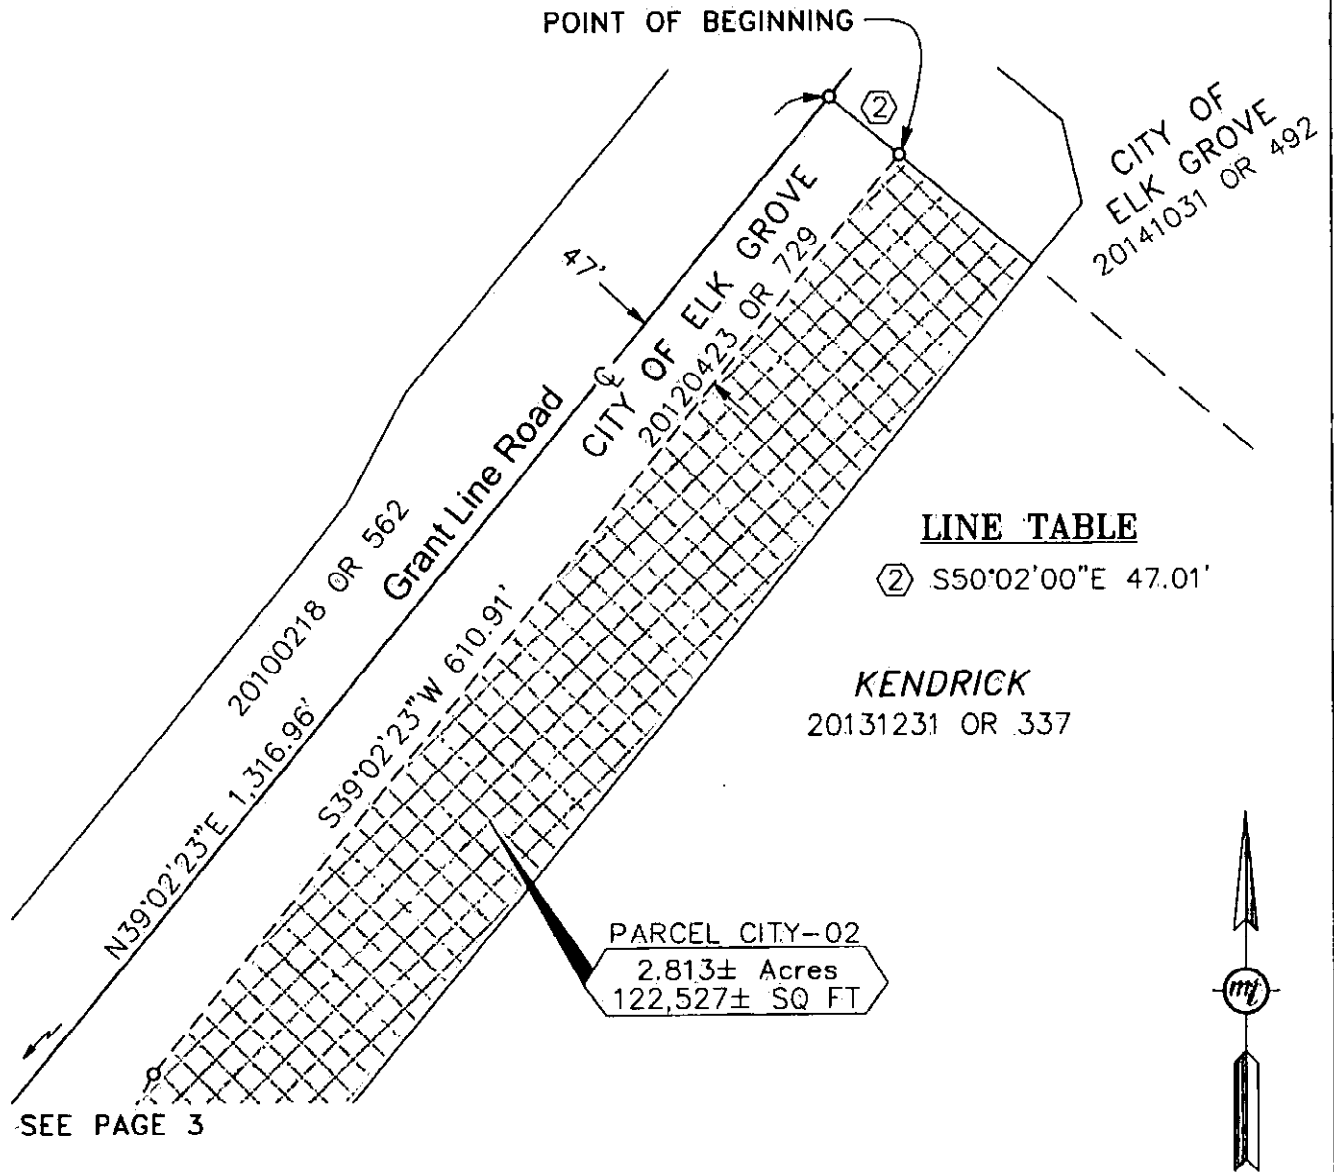 POINT OF BEGINNING
2
CITY OF
ELK GROVE
20141031 OR 492
47'
CITY OF ELK GROVE
20120423 OR 729
Grant Line Road
20100218 OR 562
LINE TABLE
2 S50°02'00"E 47.01'
S39°02'23"W 610.91'
KENDRICK
20131231 OR 337
N39°02'23"E 1,316.96'
PARCEL CITY-02
2.813± Acres
122,527± SQ FT
SEE PAGE 3